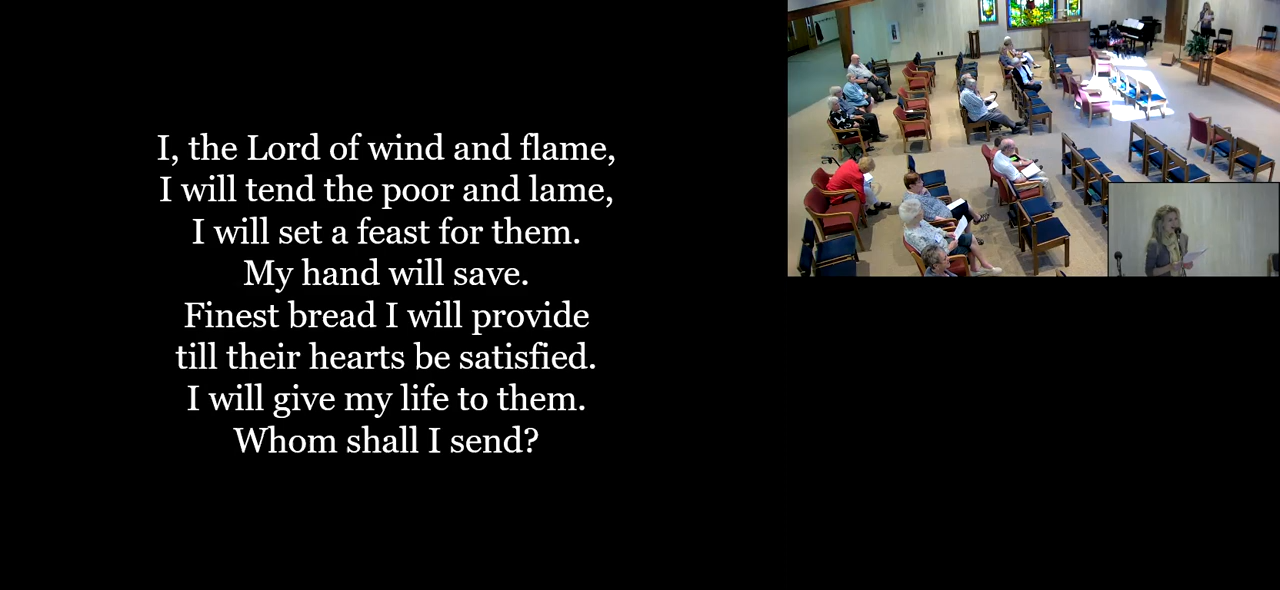 I, the Lord of wind and flame,
I will tend the poor and lame,
I will set a feast for them.
My hand will save.
Finest bread I will provide
till their hearts be satisfied.
I will give my life to them.
Whom shall I send?